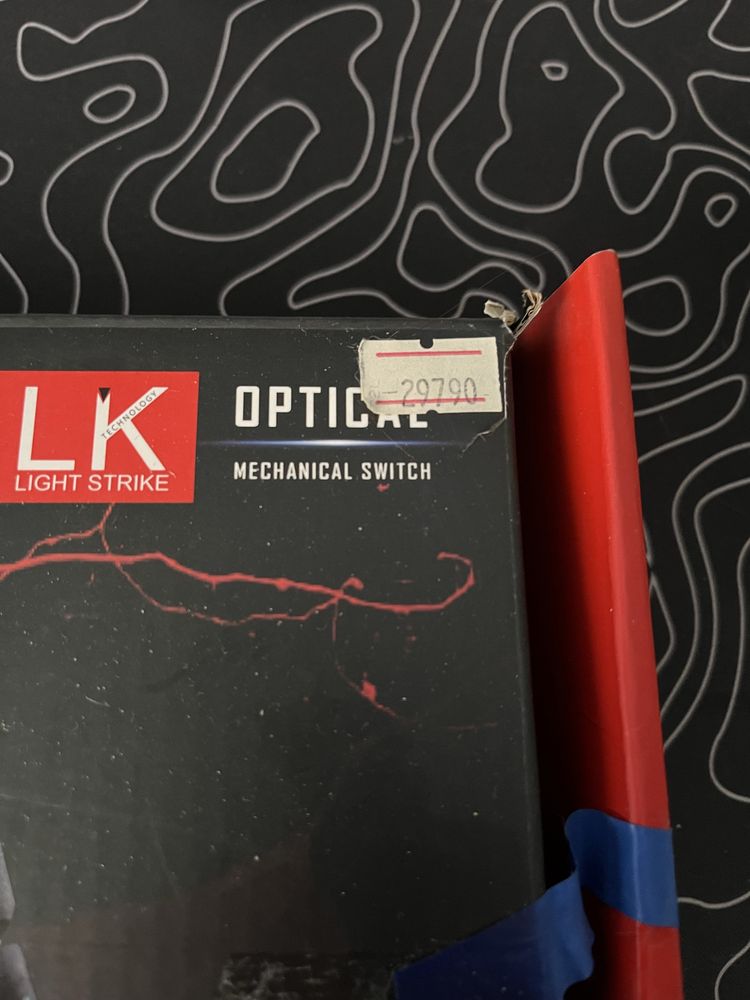 -29790
LK
TECHNOLOGY
LIGHT STRIKE
OPTICAL
MECHANICAL SWITCH